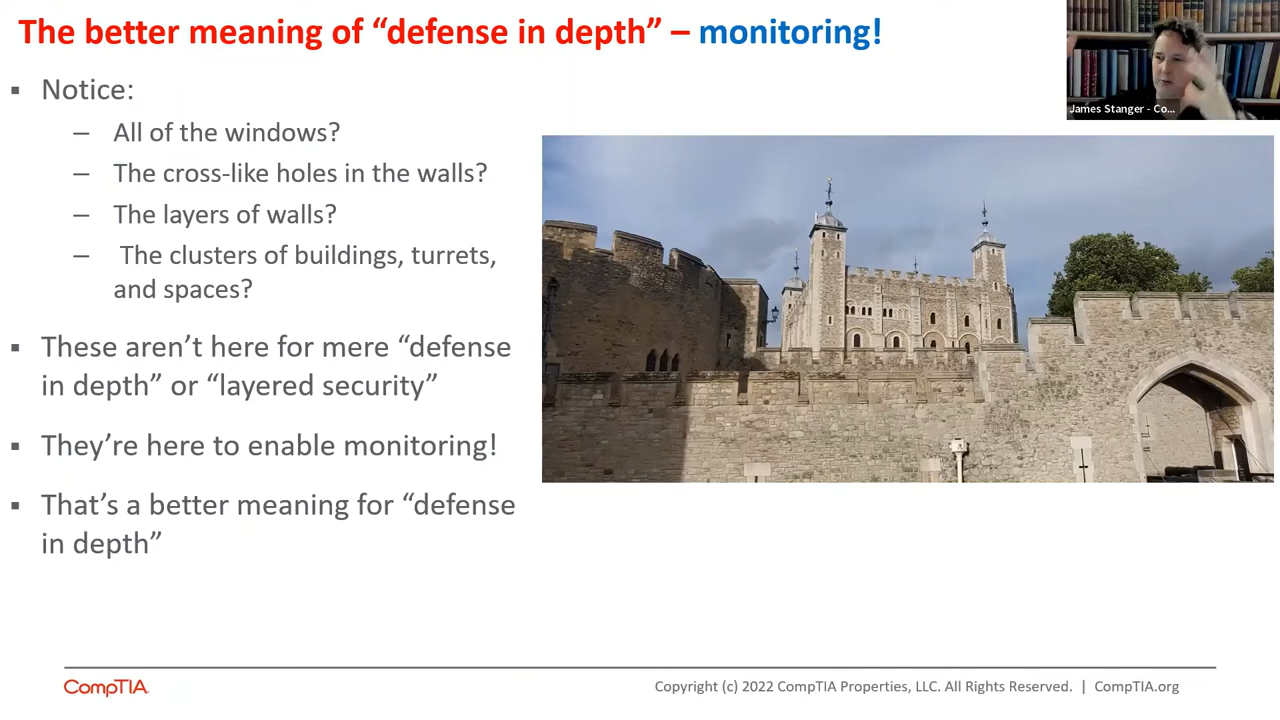 The better meaning of “defense in depth” – monitoring!
James Stanger - Co...
▪ Notice:
– All of the windows?
– The cross-like holes in the walls?
– The layers of walls?
– The clusters of buildings, turrets,
and spaces?
▪ These aren’t here for mere “defense
in depth” or “layered security”
▪ They’re here to enable monitoring!
▪ That’s a better meaning for “defense
in depth”
CompTIA.
Copyright (c) 2022 CompTIA Properties, LLC. All Rights Reserved. | CompTIA.org